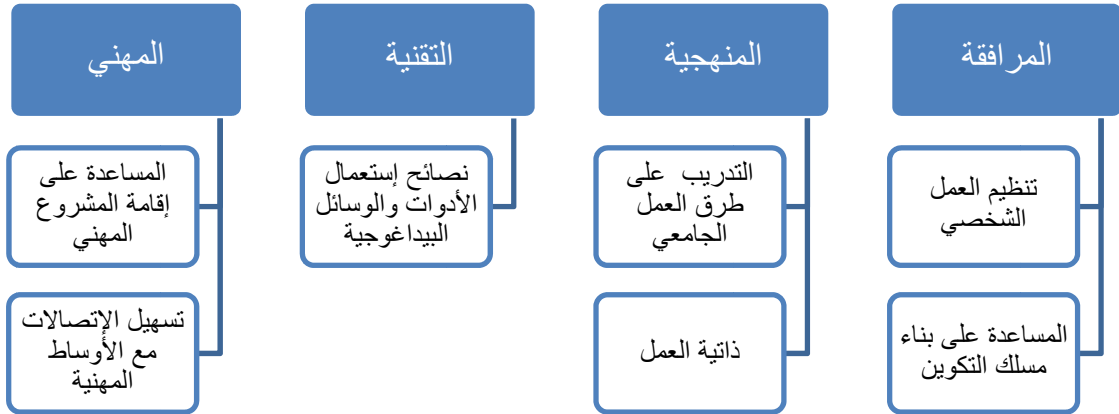 المرافقة
تنظيم العمل
الشخصي
المساعدة على بناء
مسلك التكوين
المنهجية
التدريب على
طرق العمل
الجامعي
ذاتية العمل
التقنية
نصائح إستعمال
الأدوات والوسائل
البيداغوجية
المهني
المساعدة على
إقامة المشروع
المهني
تسهيل الإتصالات
مع الأوساط
المهنية